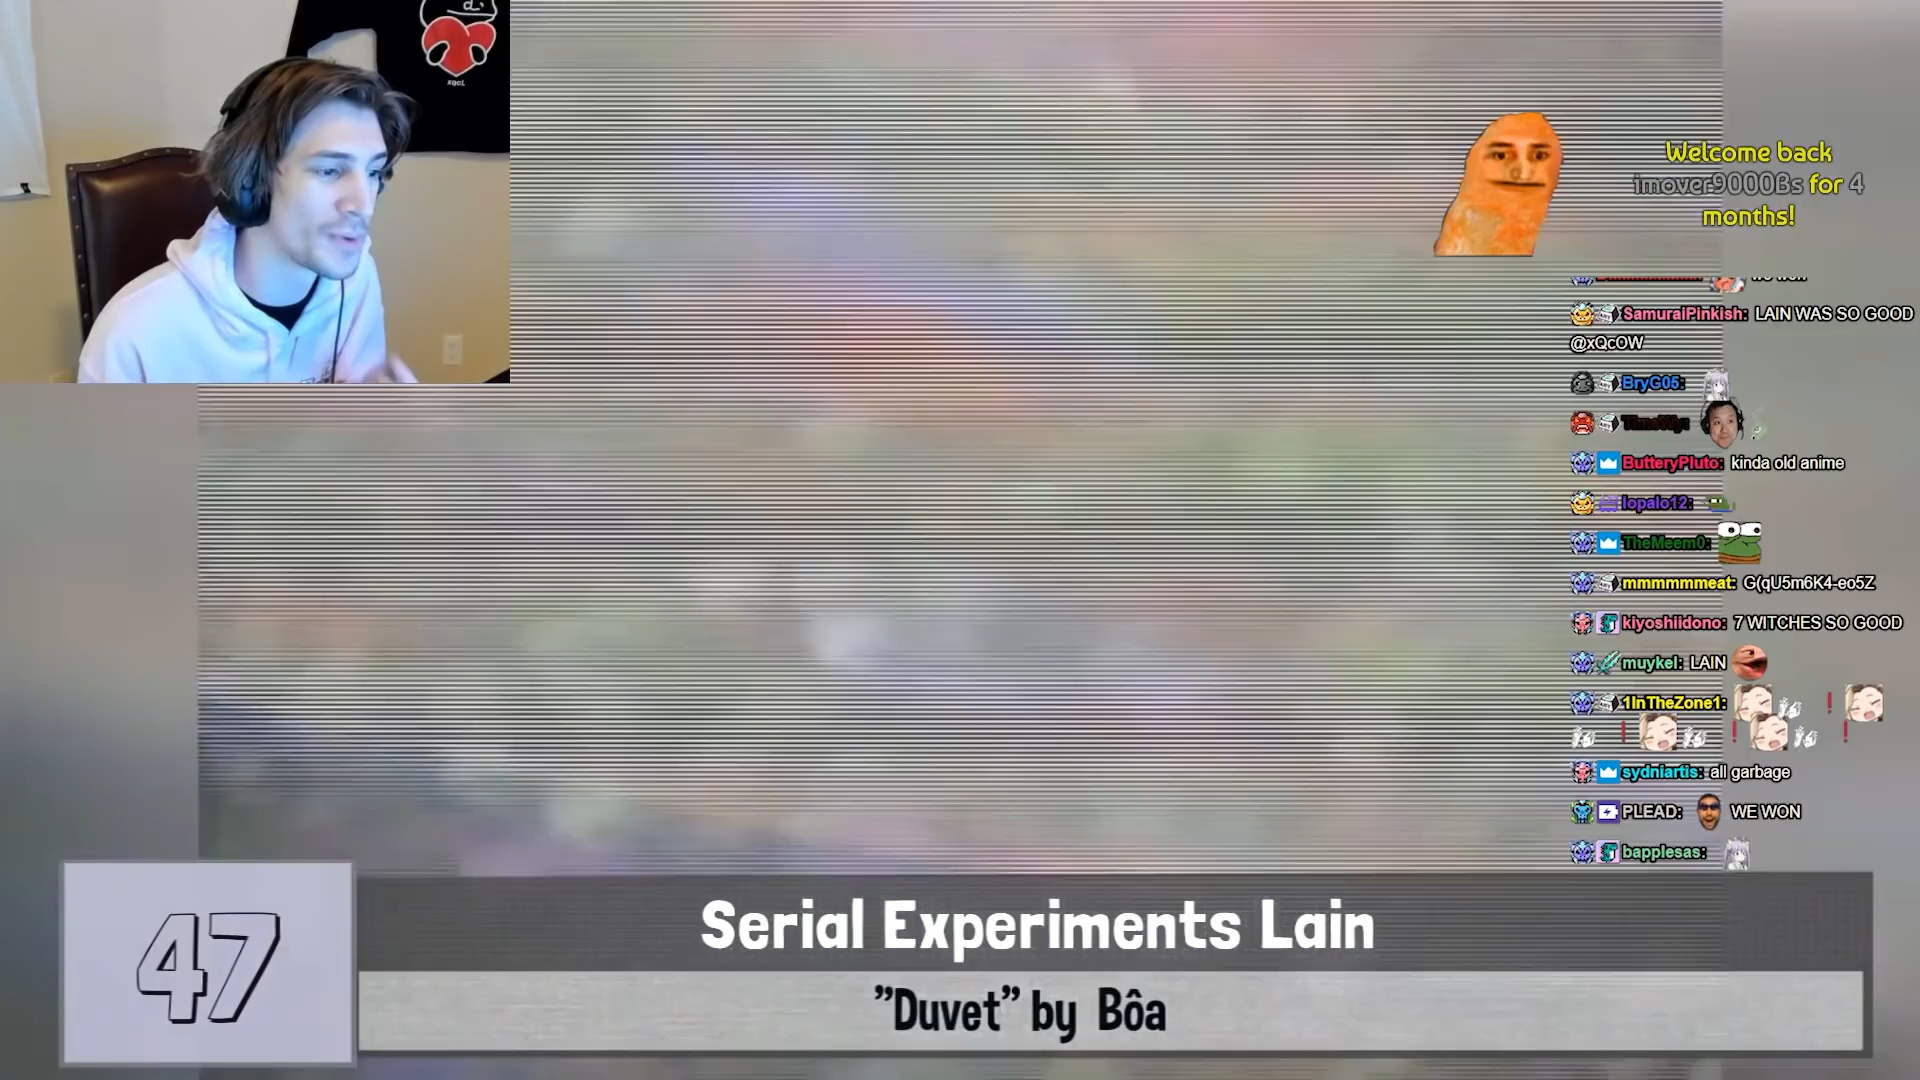 xQcL
Welcome back
imover9000Bs for 4
months!
SamuraiPinkish: LAIN WAS SO GOOD
@xQcOW
BryG05:
ButteryPluto: kinda old anime
lopalo12:
TheMeem0:
mmmmmmeat: G(qU5m6K4-eo5Z
kiyoshiidono: 7 WITCHES SO GOOD
muykel: LAIN
1InTheZone1:
sydniartis: all garbage
PLEAD: WE WON
bapplesas:
47
Serial Experiments Lain
"Duvet" by Bôa